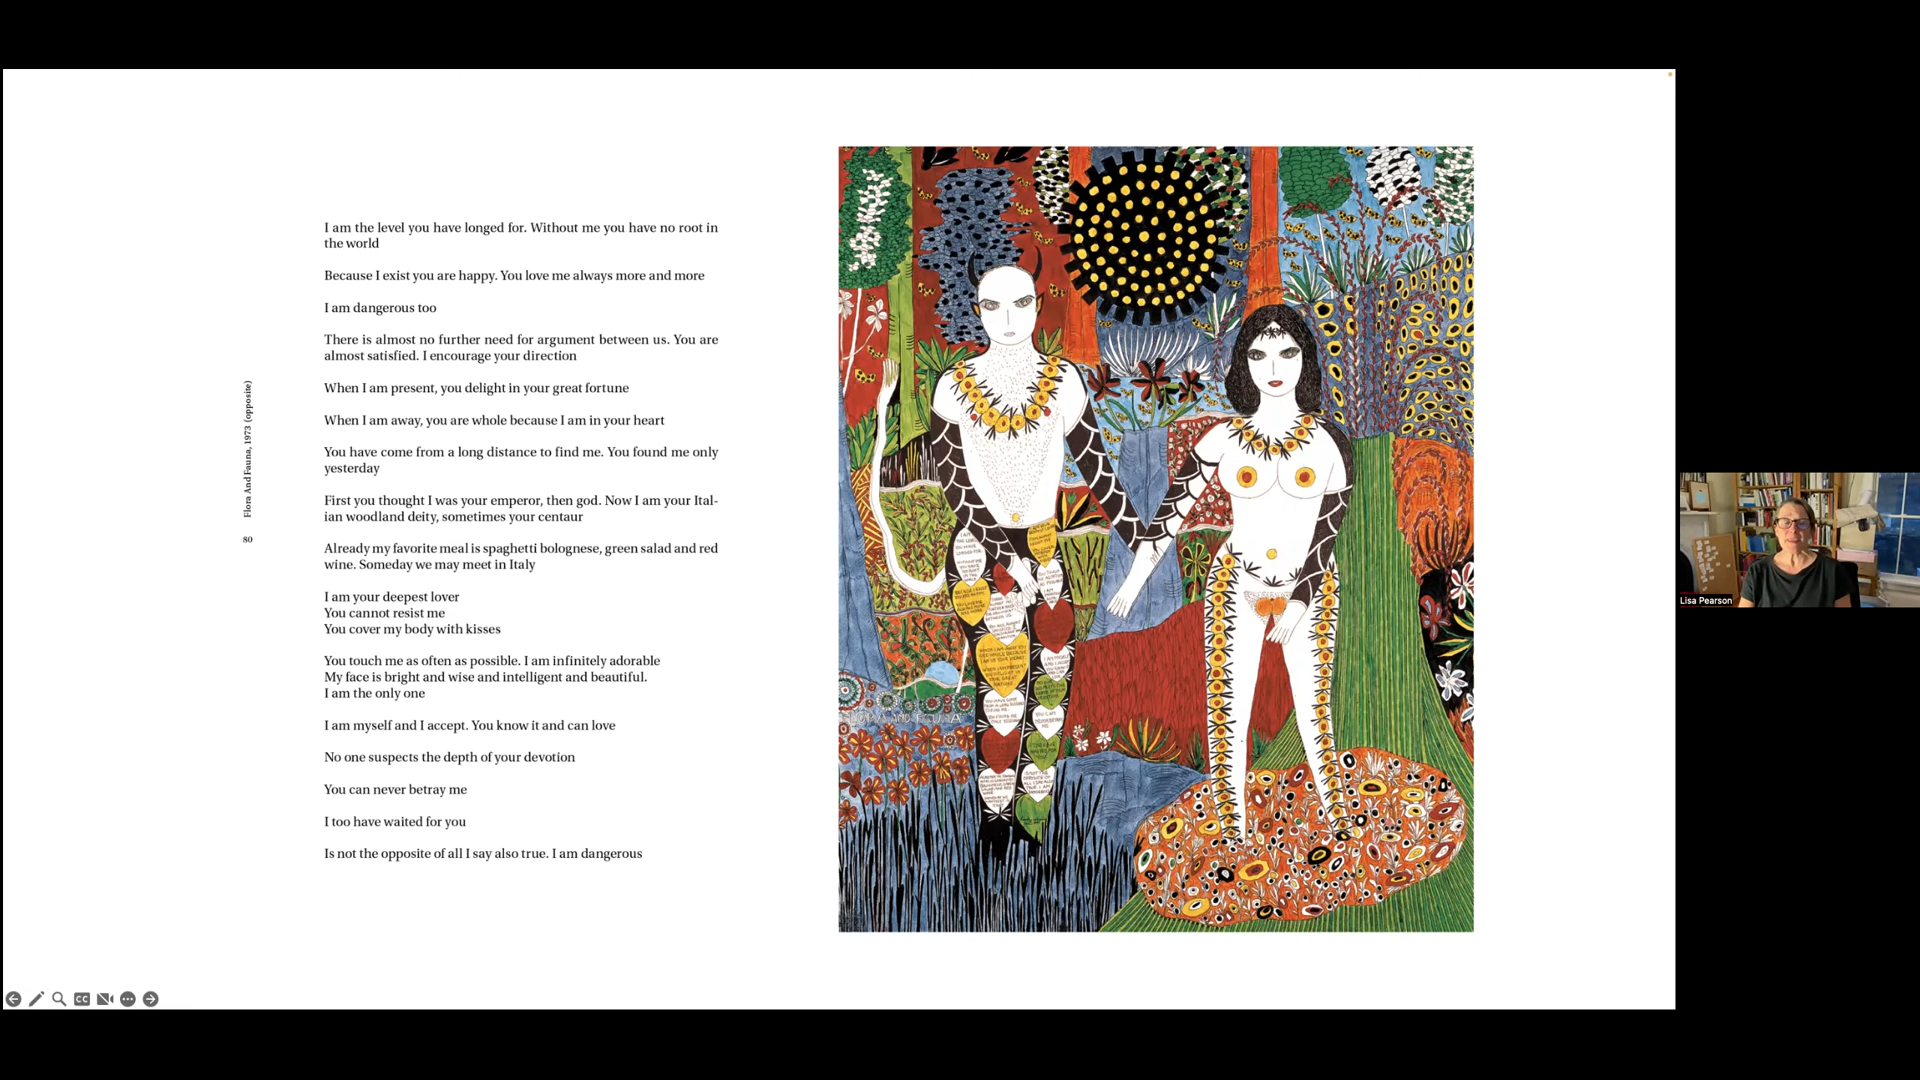 I am the level you have longed for. Without me you have no root in
the world
Because I exist you are happy. You love me always more and more
I am dangerous too
There is almost no further need for argument between us. You are
almost satisfied. I encourage your direction
When I am present, you delight in your great fortune
When I am away, you are whole because I am in your heart
You have come from a long distance to find me. You found me only
yesterday
First you thought I was your emperor, then god. Now I am your Ital-
ian woodland deity, sometimes your centaur
Already my favorite meal is spaghetti bolognese, green salad and red
wine. Someday we may meet in Italy
I am your deepest lover
You cannot resist me
You cover my body with kisses
You touch me as often as possible. I am infinitely adorable
My face is bright and wise and intelligent and beautiful.
I am the only one
I am myself and I accept. You know it and can love
No one suspects the depth of your devotion
You can never betray me
I too have waited for you
Is not the opposite of all I say also true. I am dangerous
Flora And Fauna, 1973 (opposite)
80
FLORA AND FAUNA
CC
Lisa Pearson